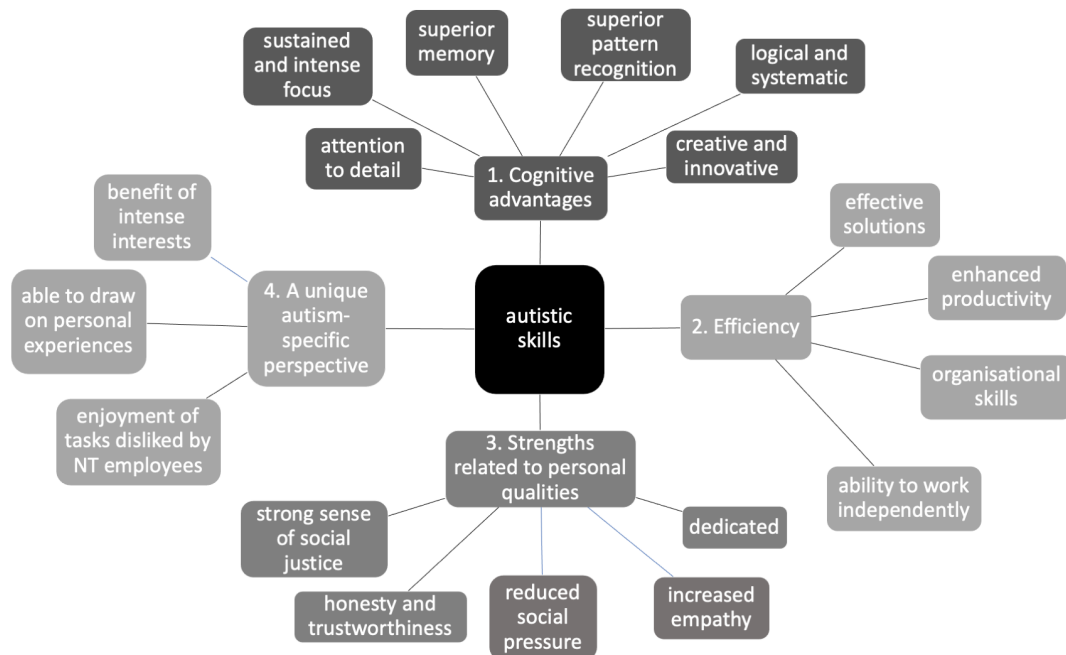 sustained
and intense
focus
superior
memory
superior
pattern
recognition
logical and
systematic
attention
to detail
1. Cognitive
advantages
creative and
innovative
benefit of
intense
interests
able to draw
on personal
experiences
4. A unique
autism-
specific
perspective
enjoyment of
tasks disliked by
NT employees
autistic
skills
2. Efficiency
effective
solutions
enhanced
productivity
organisational
skills
ability to work
independently
3. Strengths
related to personal
qualities
strong sense
of social
justice
honesty and
trustworthiness
reduced
social
pressure
increased
empathy
dedicated